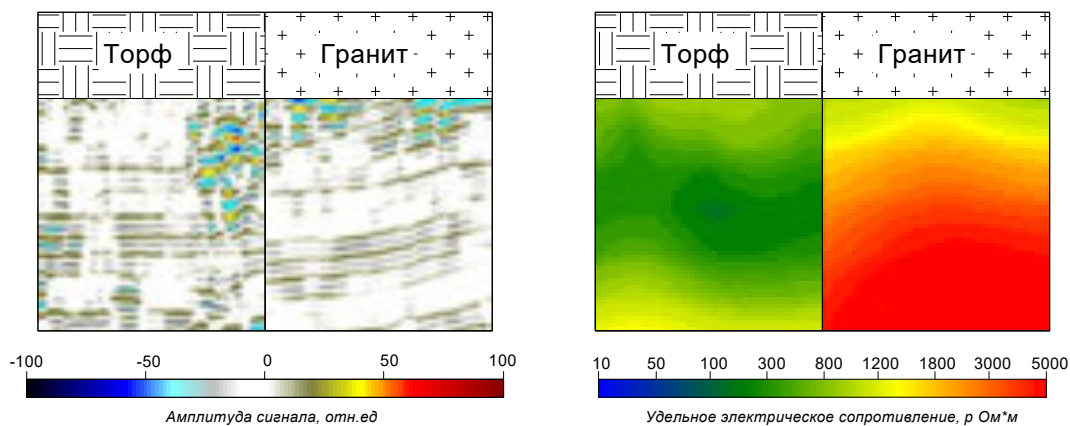 Торф Гранит
Торф Гранит
-100 -50 0 50 100
Амплитуда сигнала, отн.ед
10 50 100 300 800 1200 1800 3000 5000
Удельное электрическое сопротивление, р Ом*м